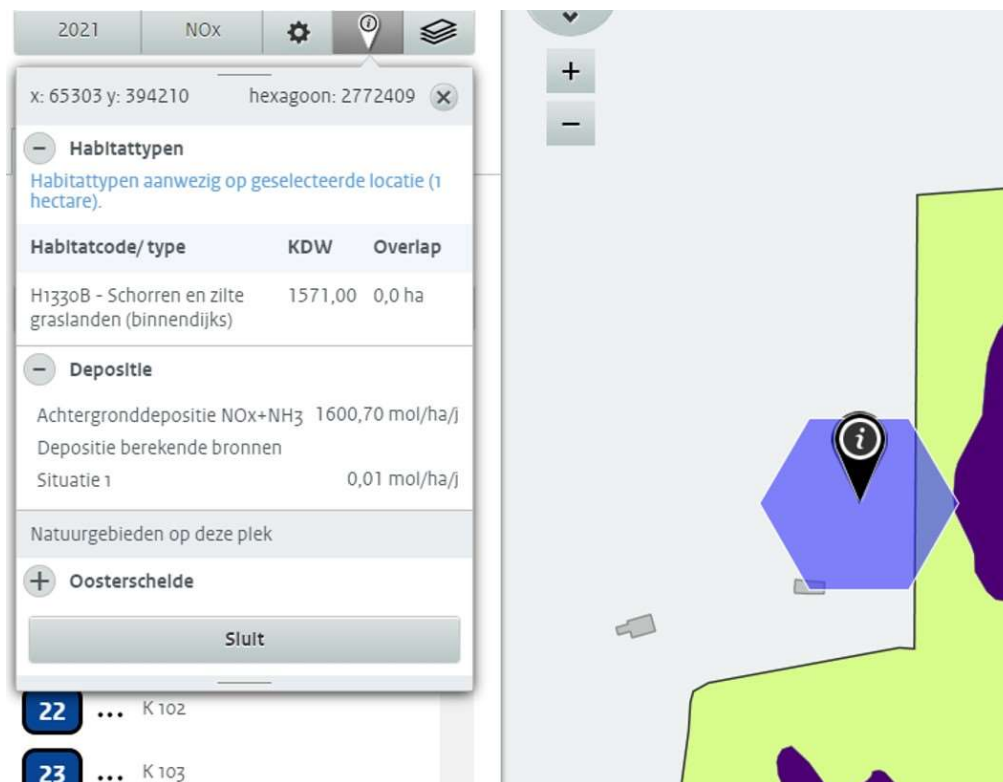 2021 NOx
x: 65303 y: 394210 hexagoon: 2772409
Habitattypen
Habitattypen aanwezig op geselecteerde locatie (1
hectare).
Habitatcode/ type KDW Overlap
H1330B - Schorren en zilte 1571,00 0,0 ha
graslanden (binnendijks)
Depositie
Achtergronddepositie NOx+NH3 1600,70 mol/ha/j
Depositie berekende bronnen
Situatie 1 0,01 mol/ha/j
Natuurgebieden op deze plek
Oosterschelde
Sluit
22 ... K 102
23 ... K 103